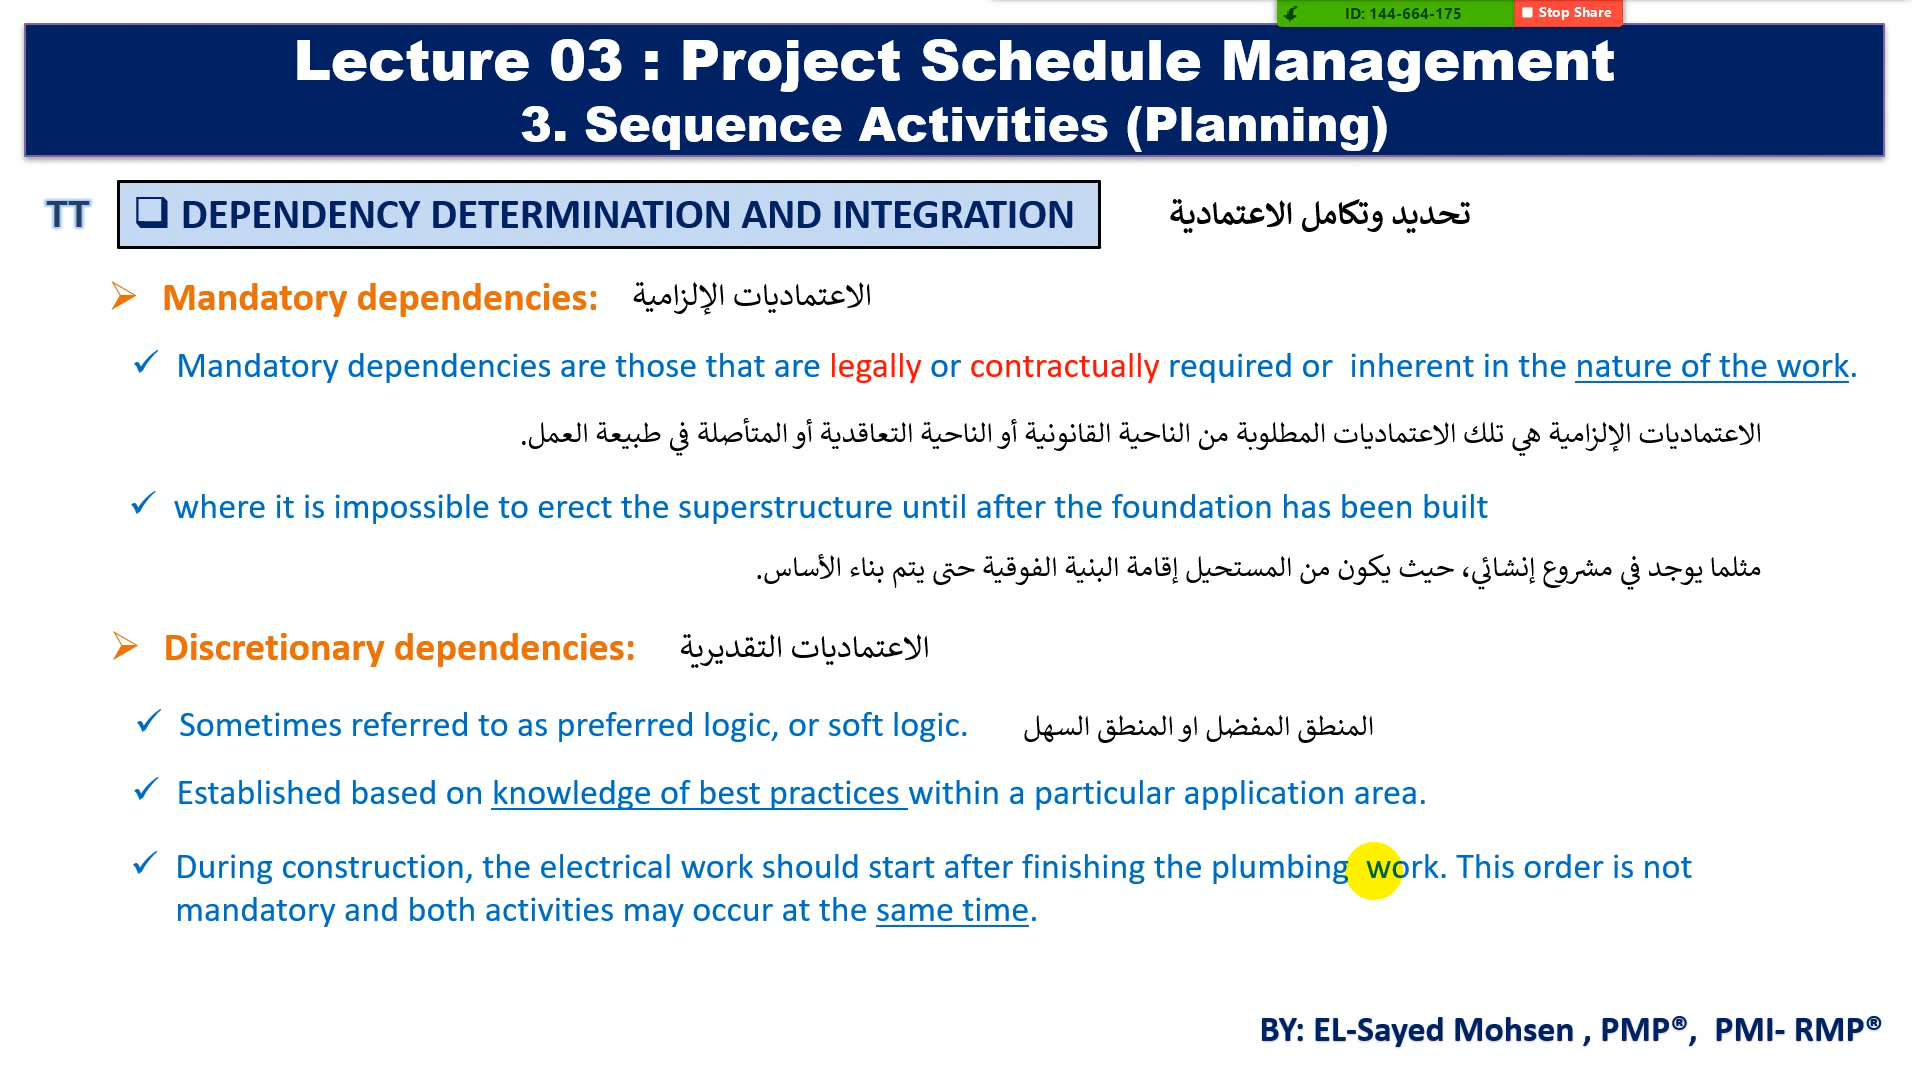 ID: 144-664-175 Stop Share
Lecture 03 : Project Schedule Management
3. Sequence Activities (Planning)
TT ❑ DEPENDENCY DETERMINATION AND INTEGRATION تحديد وتكامل الاعتمادية
➢ Mandatory dependencies: الاعتماديات الإلزامية
✓ Mandatory dependencies are those that are legally or contractually required or inherent in the nature of the work.
الاعتماديات الإلزامية هي تلك الاعتماديات المطلوبة من الناحية القانونية أو الناحية التعاقدية أو المتأصلة في طبيعة العمل.
✓ where it is impossible to erect the superstructure until after the foundation has been built
مثلما يوجد في مشروع إنشائي، حيث يكون من المستحيل إقامة البنية الفوقية حتى يتم بناء الأساس.
➢ Discretionary dependencies: الاعتماديات التقديرية
✓ Sometimes referred to as preferred logic, or soft logic. المنطق المفضل او المنطق السهل
✓ Established based on knowledge of best practices within a particular application area.
✓ During construction, the electrical work should start after finishing the plumbing work. This order is not
mandatory and both activities may occur at the same time.
BY: EL-Sayed Mohsen , PMP®, PMI- RMP®